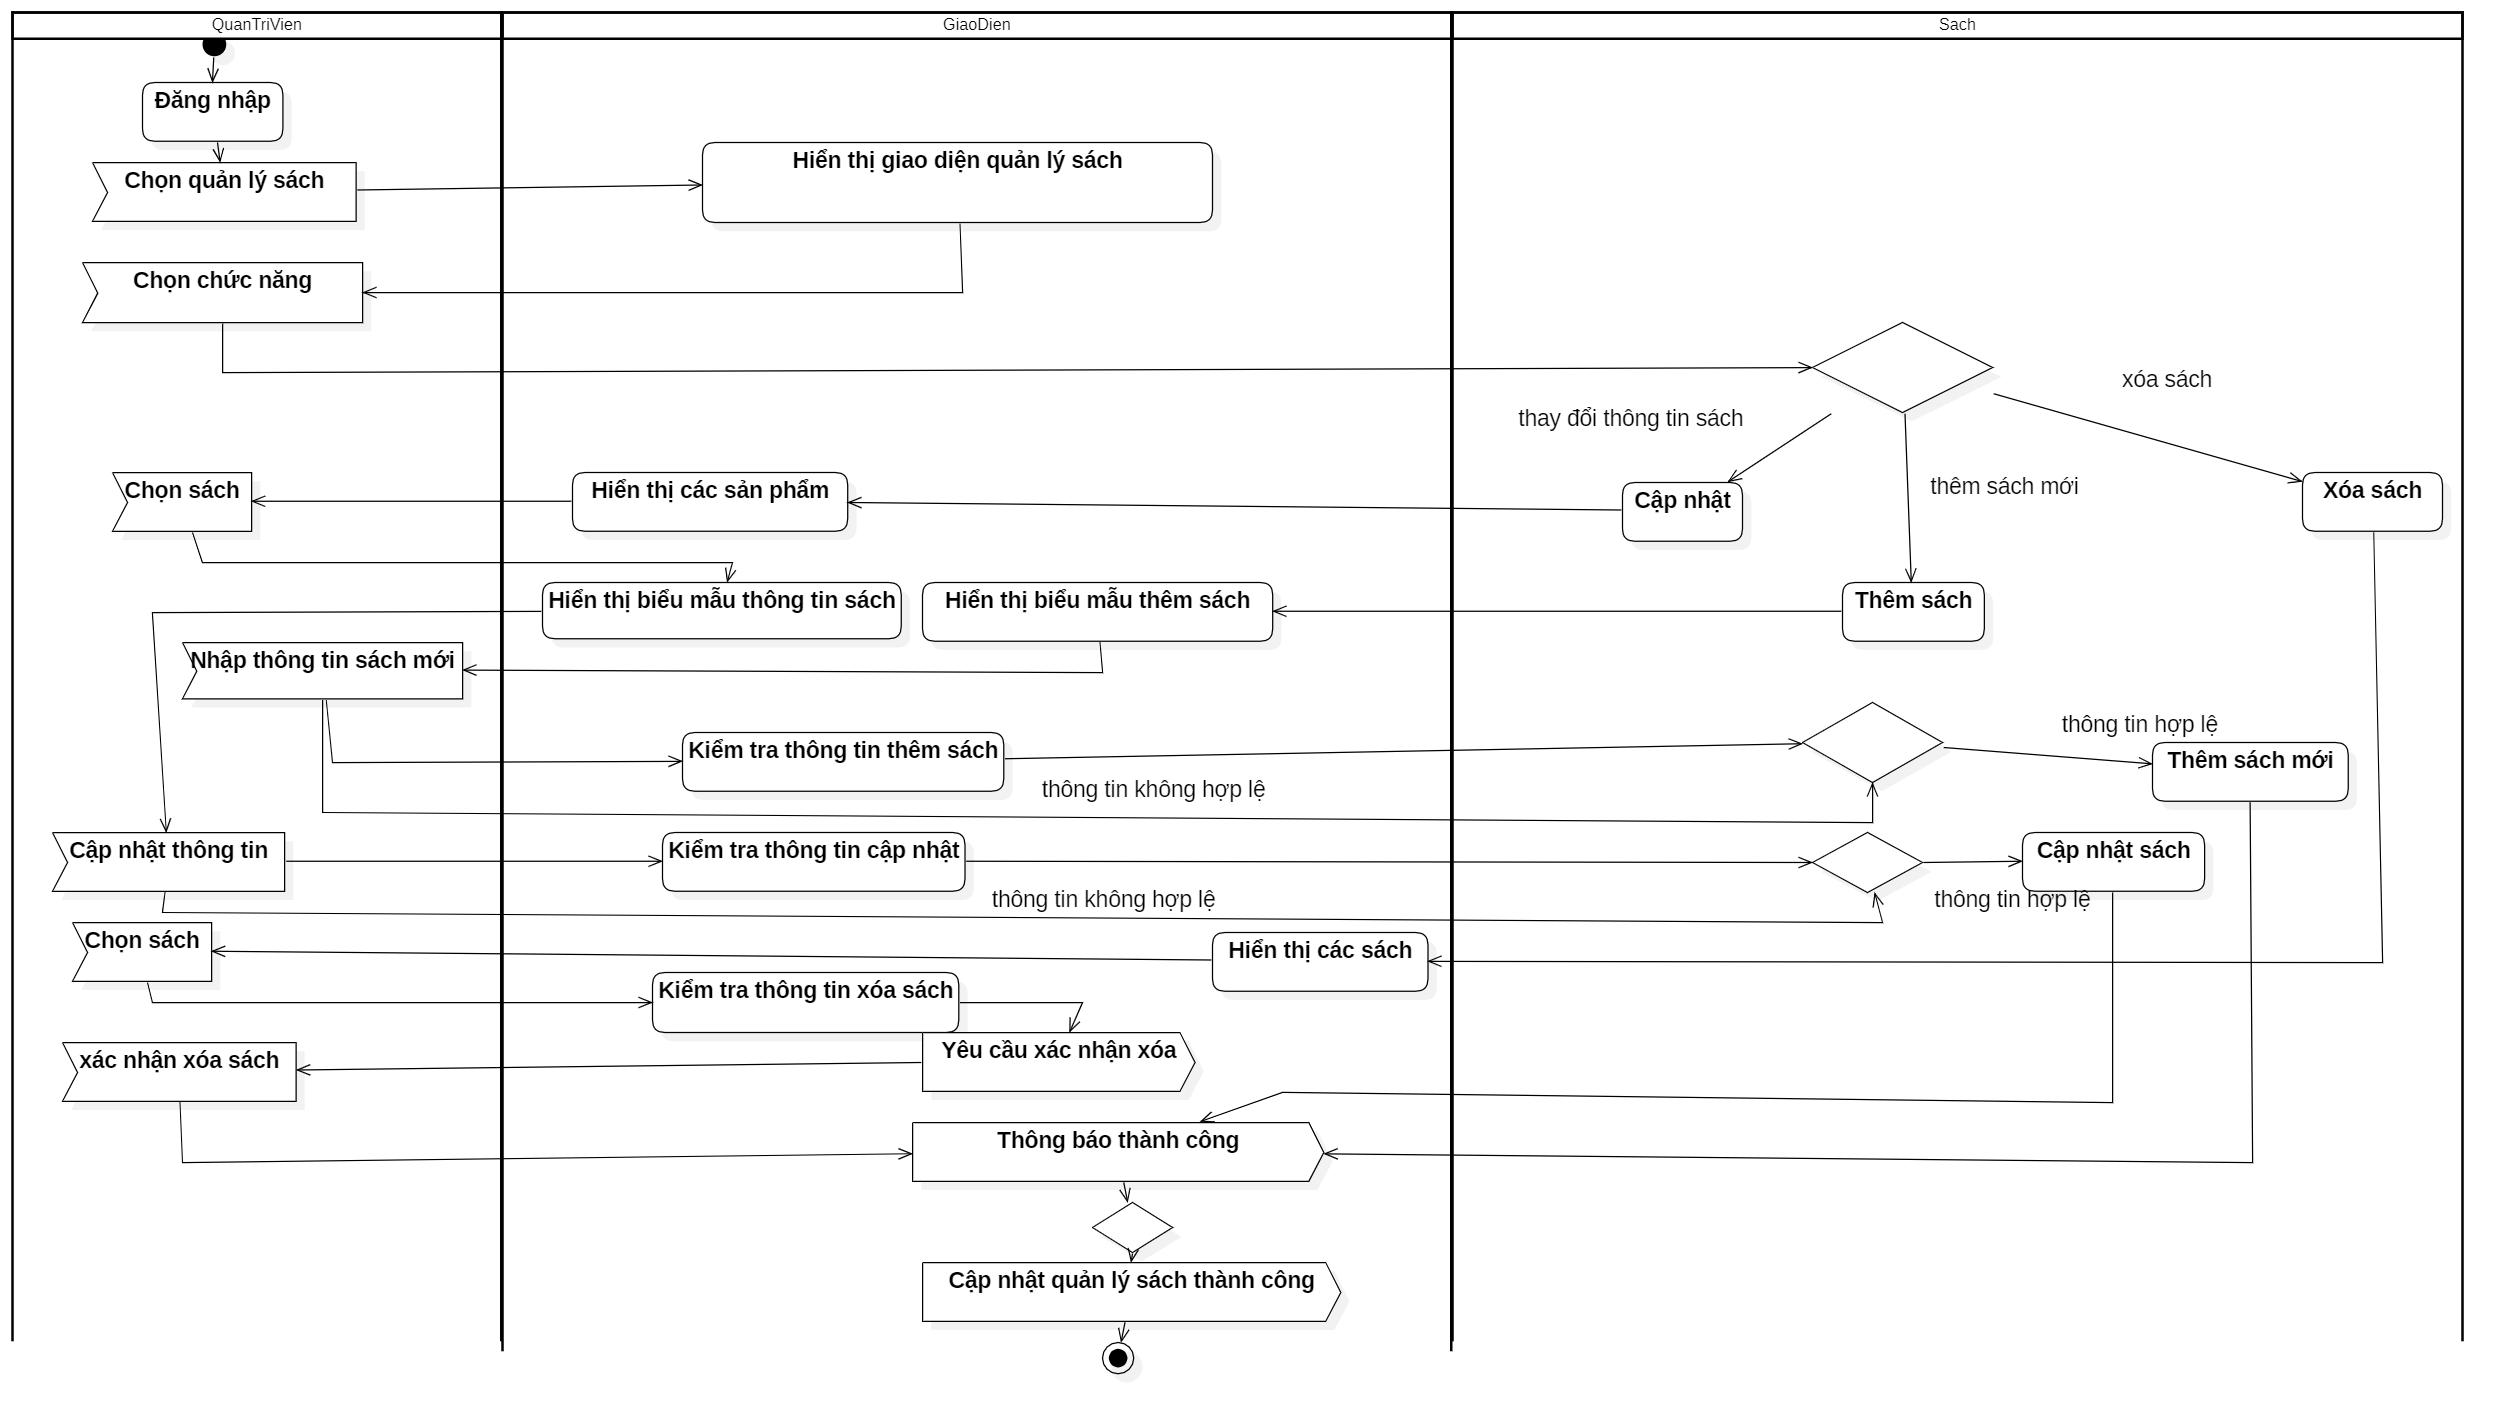 QuanTriVien
GiaoDien
Sach
Đăng nhập
Chọn quản lý sách
Hiển thị giao diện quản lý sách
Chọn chức năng
xóa sách
thay đổi thông tin sách
thêm sách mới
Chọn sách
Hiển thị các sản phẩm
Cập nhật
Xóa sách
Hiển thị biểu mẫu thông tin sách
Hiển thị biểu mẫu thêm sách
Thêm sách
Nhập thông tin sách mới
thông tin hợp lệ
Kiểm tra thông tin thêm sách
Thêm sách mới
thông tin không hợp lệ
Cập nhật thông tin
Kiểm tra thông tin cập nhật
Cập nhật sách
thông tin không hợp lệ
thông tin hợp lệ
Chọn sách
Hiển thị các sách
Kiểm tra thông tin xóa sách
Yêu cầu xác nhận xóa
xác nhận xóa sách
Thông báo thành công
Cập nhật quản lý sách thành công